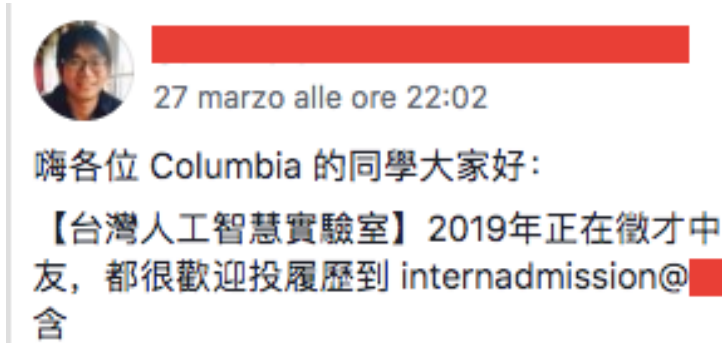 27 marzo alle ore 22:02
嗨各位 Columbia 的同學大家好：
【台灣人工智慧實驗室】2019年正在徵才中
友，都很歡迎投履歷到 internadmission@
含